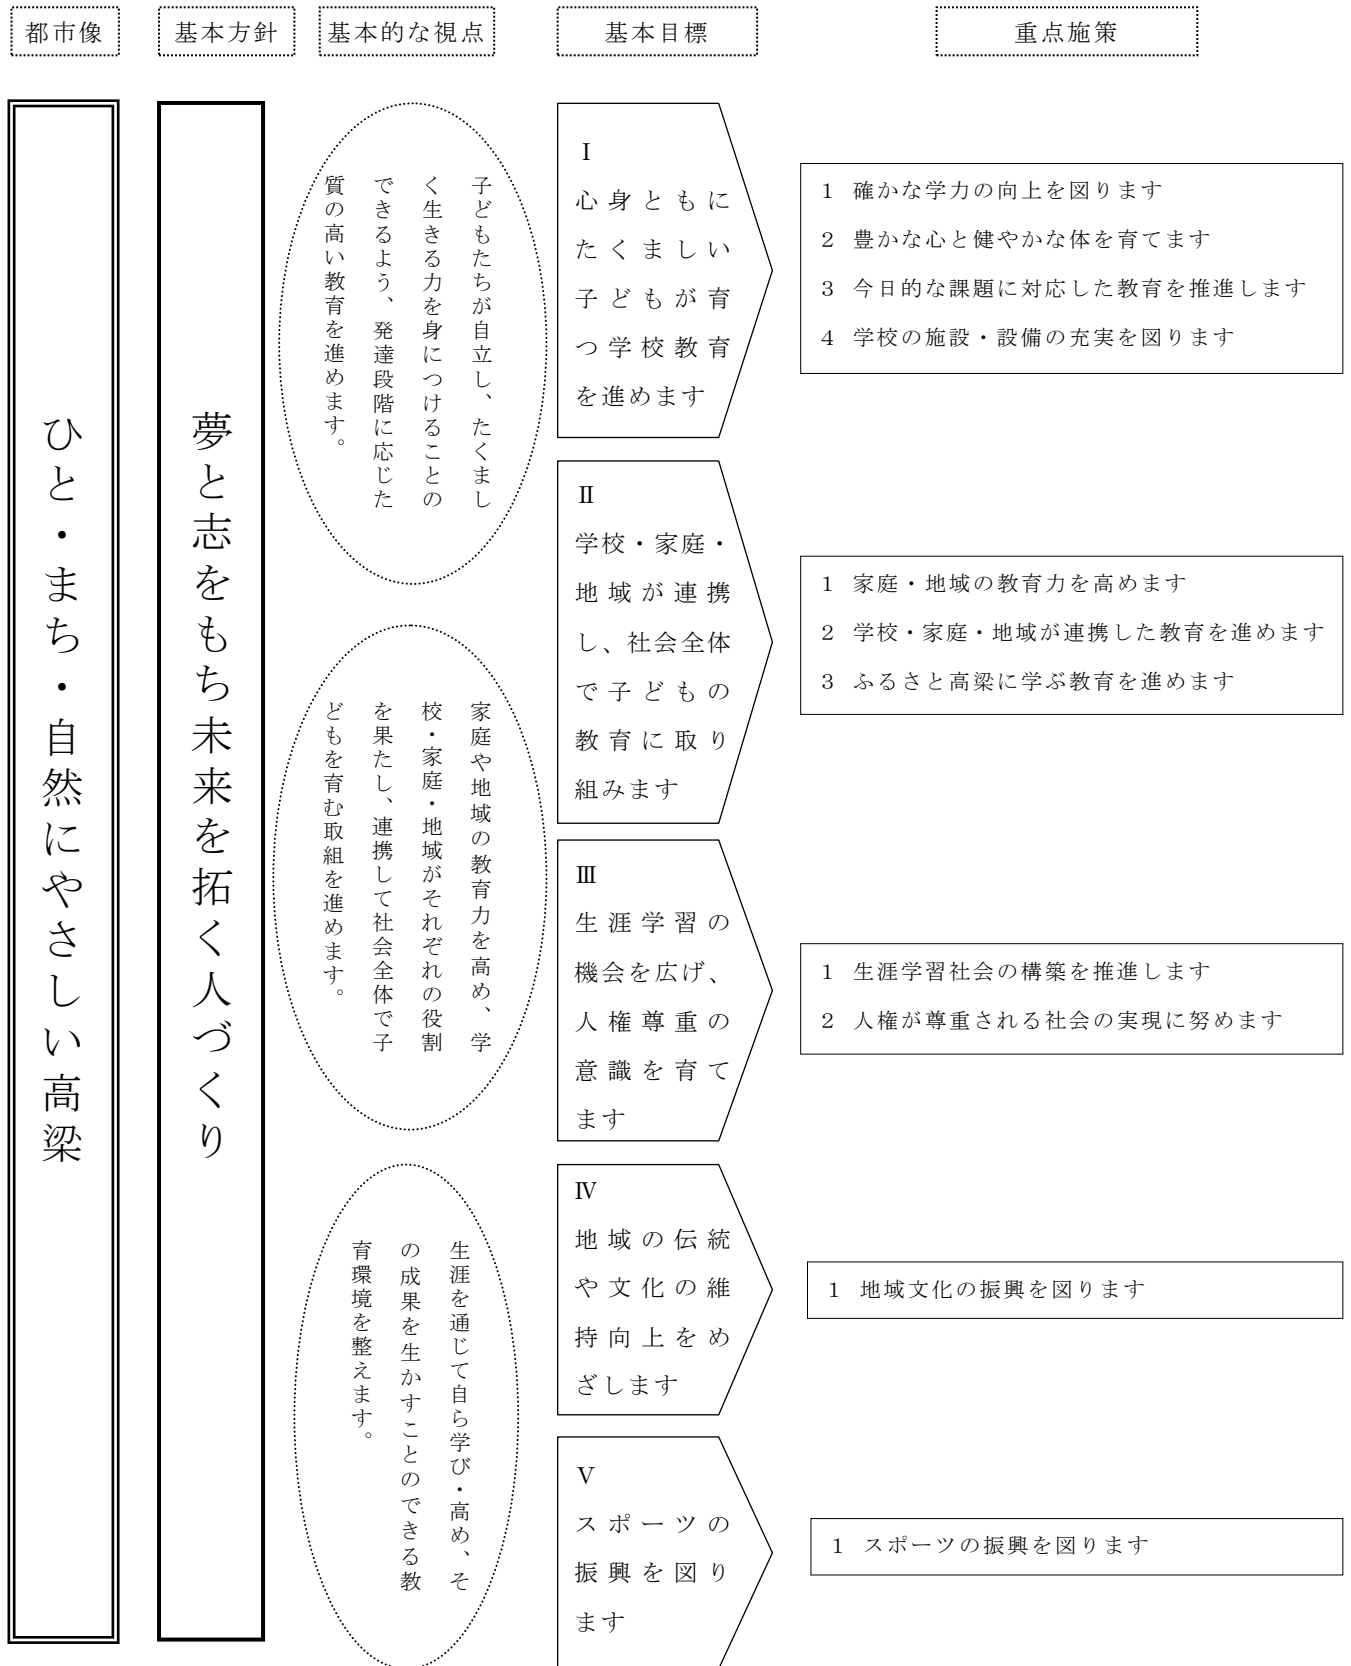 都市像
基本方針
基本的な視点
基本目標
重点施策
ひと・まち・自然にやさしい高梁
夢と志をもち未来を拓く人づくり
子どもたちが自立し、たくまし
く生きる力を身につけることの
できるよう、発達段階に応じた
質の高い教育を進めます。
家庭や地域の教育力を高め、学
校・家庭・地域がそれぞれの役割
を果たし、連携して社会全体で子
どもを育む取組を進めます。
生涯を通じて自ら学び・高め、そ
の成果を生かすことのできる教
育環境を整えます。
Ⅰ
心身ともに
たくましい
子どもが育
つ学校教育
を進めます
1 確かな学力の向上を図ります
2 豊かな心と健やかな体を育てます
3 今日的な課題に対応した教育を推進します
4 学校の施設・設備の充実を図ります
Ⅱ
学校・家庭・
地域が連携
し、社会全体
で子どもの
教育に取り
組みます
1 家庭・地域の教育力を高めます
2 学校・家庭・地域が連携した教育を進めます
3 ふるさと高梁に学ぶ教育を進めます
Ⅲ
生涯学習の
機会を広げ、
人権尊重の
意識を育て
ます
1 生涯学習社会の構築を推進します
2 人権が尊重される社会の実現に努めます
Ⅳ
地域の伝統
や文化の維
持向上をめ
ざします
1 地域文化の振興を図ります
Ⅴ
スポーツの
振興を図り
ます
1 スポーツの振興を図ります